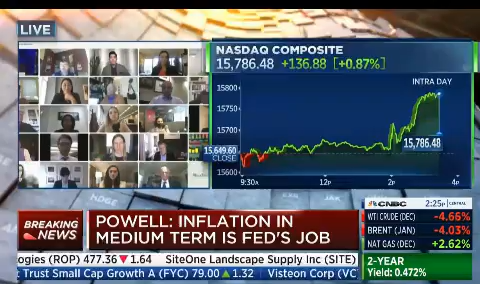 LIVE
NASDAQ COMPOSITE
15,786.48 +136.88 [+0.87%]
INTRA DAY
15800
15750
15700
15,786.48
15,649.60
CLOSE
15600
9:30A 12P 2P 4P
CNBC 2:25P CENTRAL
BREAKING NEWS
POWELL: INFLATION IN
MEDIUM TERM IS FED'S JOB
WTI CRUDE (DEC) -4.66%
BRENT (JAN) -4.03%
NAT GAS (DEC) +2.62%
2-YEAR
Yield: 0.472%
ogies (ROP) 477.36 ▼ 1.64 SiteOne Landscape Supply Inc (SITE)
t Trust Small Cap Growth A (FYC) 79.00 ▲ 1.32 Visteon Corp (VC